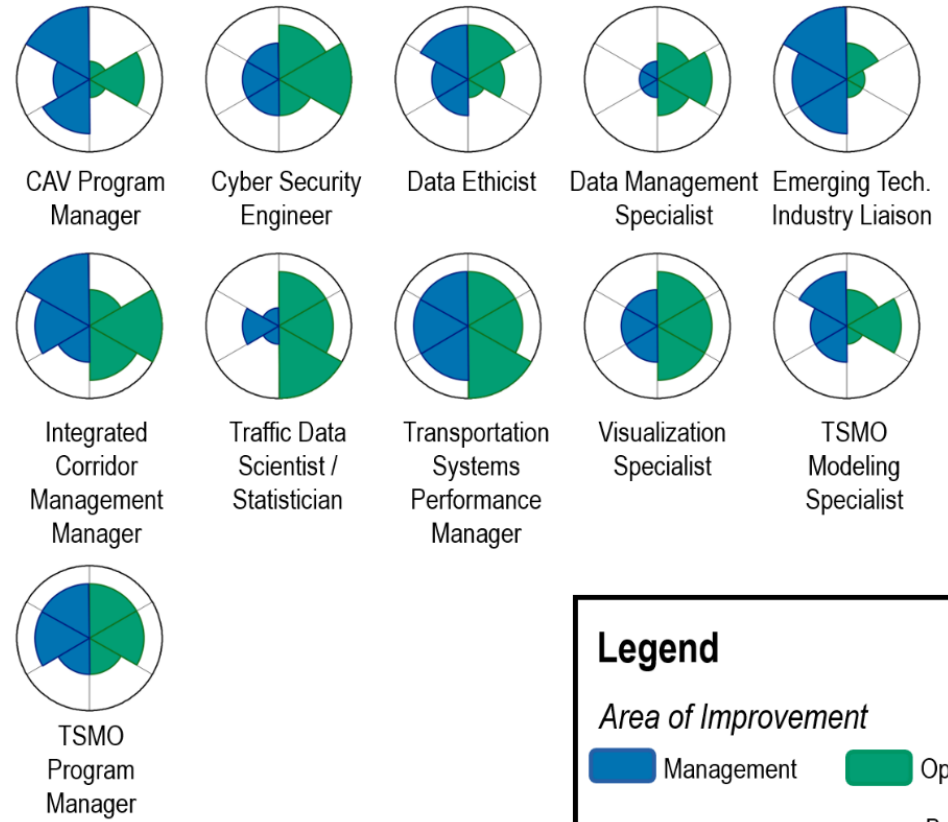 CAV Program
Manager
Cyber Security
Engineer
Data Ethicist
Data Management
Specialist
Emerging Tech.
Industry Liaison
Integrated
Corridor
Management
Manager
Traffic Data
Scientist /
Statistician
Transportation
Systems
Performance
Manager
Visualization
Specialist
TSMO
Modeling
Specialist
TSMO
Program
Manager
Legend
Area of Improvement
Management
Op